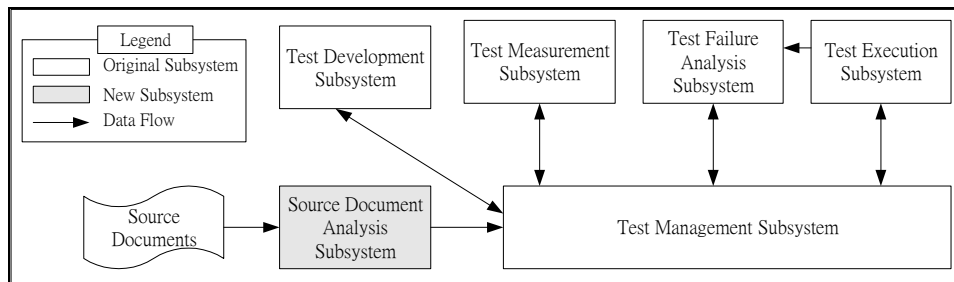 Legend
Original Subsystem
New Subsystem
Data Flow
Test Development
Subsystem
Test Measurement
Subsystem
Test Failure
Analysis
Subsystem
Test Execution
Subsystem
Source
Documents
Source Document
Analysis
Subsystem
Test Management Subsystem